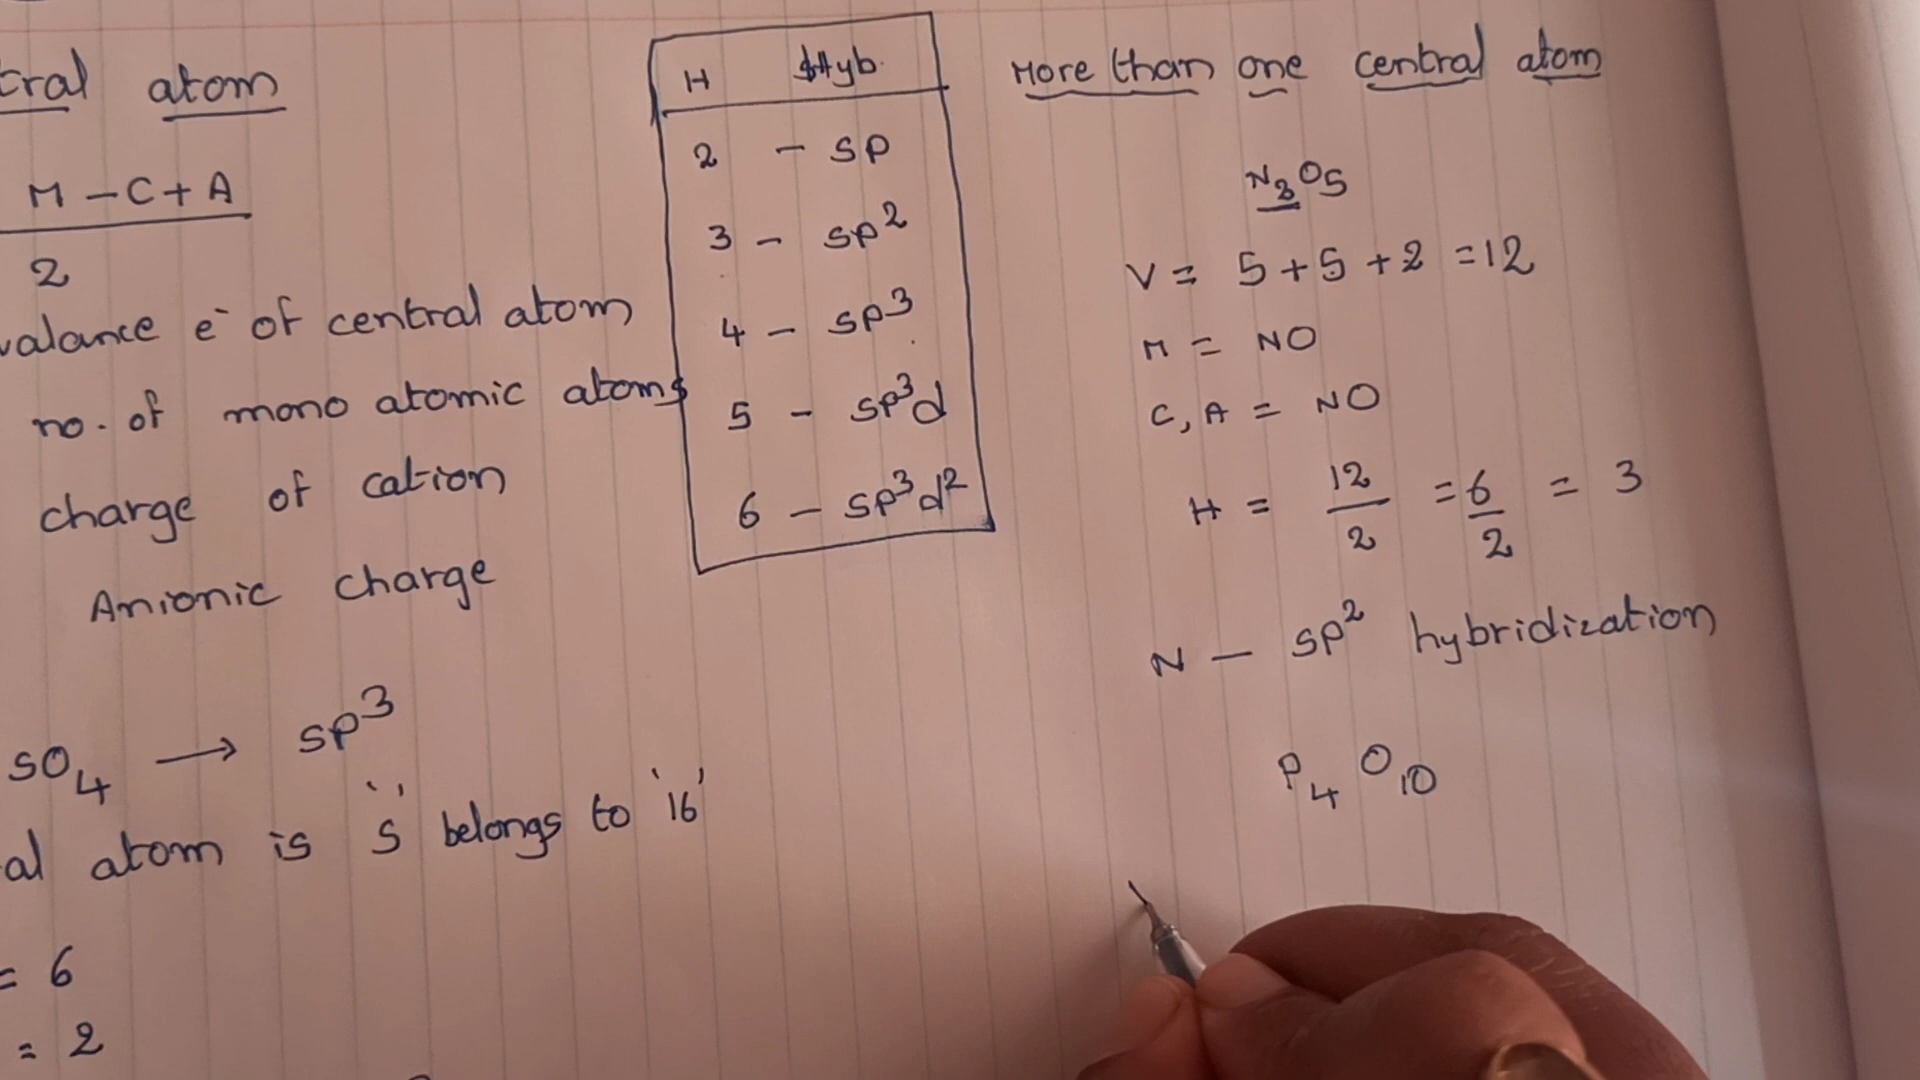 tral atom
M - C + A
2
valance e⁻ of central atom
no. of mono atomic atoms
charge of cation
Anionic charge
SO4 → sp³
al atom is 'S' belongs to '16'
= 6
= 2
H Hyb.
2 - sp
3 - sp²
4 - sp³
5 - sp³d
6 - sp³d²
More than one central atom
N2O5
V = 5 + 5 + 2 = 12
M = NO
C, A = NO
H = 12/2 = 6/2 = 3
N - sp² hybridization
P4O10